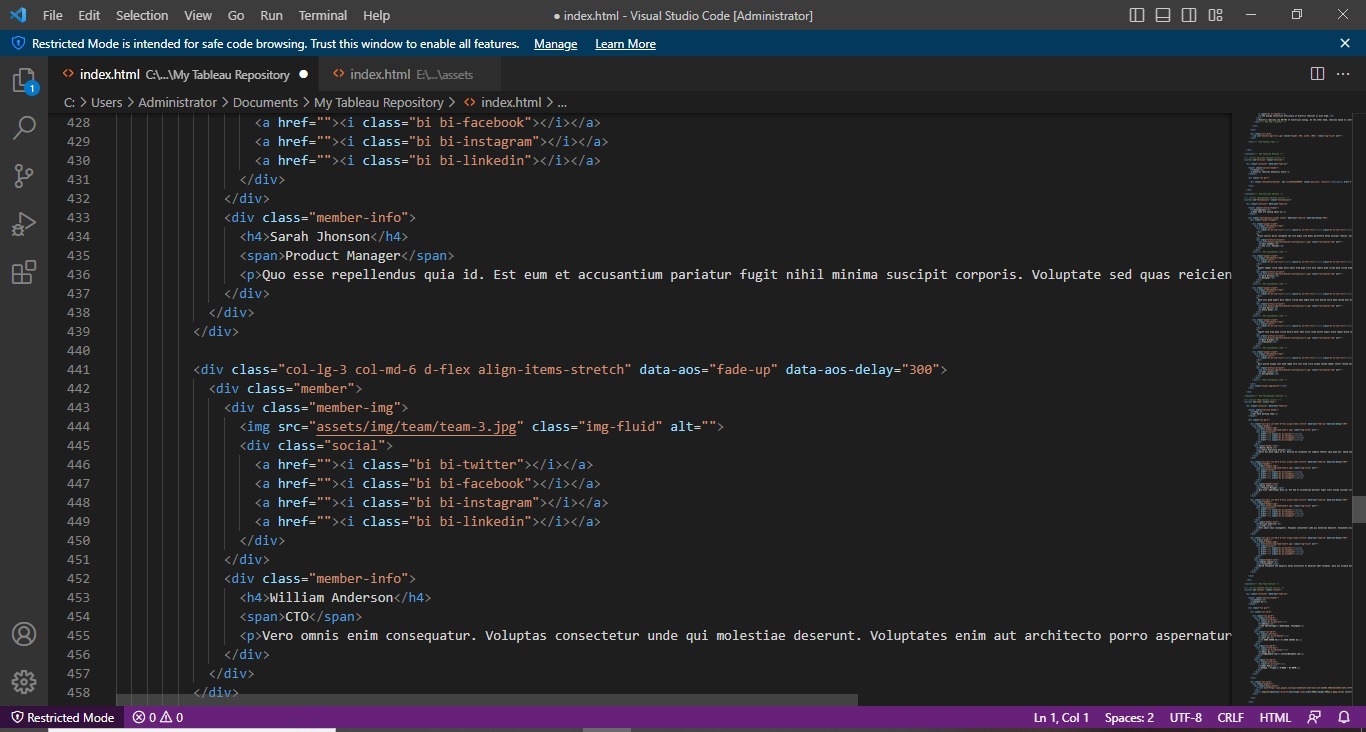 File Edit Selection View Go Run Terminal Help ● index.html - Visual Studio Code [Administrator]
Restricted Mode is intended for safe code browsing. Trust this window to enable all features. Manage Learn More
1
<> index.html C:\...\My Tableau Repository ● <> index.html E:\...\assets
C: > Users > Administrator > Documents > My Tableau Repository > <> index.html > ...
428 <a href=""><i class="bi bi-facebook"></i></a>
429 <a href=""><i class="bi bi-instagram"></i></a>
430 <a href=""><i class="bi bi-linkedin"></i></a>
431 </div>
432 </div>
433 <div class="member-info">
434 <h4>Sarah Jhonson</h4>
435 <span>Product Manager</span>
436 <p>Quo esse repellendus quia id. Est eum et accusantium pariatur fugit nihil minima suscipit corporis. Voluptate sed quas reicien
437 </div>
438 </div>
439 </div>
440
441 <div class="col-lg-3 col-md-6 d-flex align-items-stretch" data-aos="fade-up" data-aos-delay="300">
442 <div class="member">
443 <div class="member-img">
444 <img src="assets/img/team/team-3.jpg" class="img-fluid" alt="">
445 <div class="social">
446 <a href=""><i class="bi bi-twitter"></i></a>
447 <a href=""><i class="bi bi-facebook"></i></a>
448 <a href=""><i class="bi bi-instagram"></i></a>
449 <a href=""><i class="bi bi-linkedin"></i></a>
450 </div>
451 </div>
452 <div class="member-info">
453 <h4>William Anderson</h4>
454 <span>CTO</span>
455 <p>Vero omnis enim consequatur. Voluptas consectetur unde qui molestiae deserunt. Voluptates enim aut architecto porro aspernatur
456 </div>
457 </div>
458 </div>
Restricted Mode 0 0 Ln 1, Col 1 Spaces: 2 UTF-8 CRLF HTML